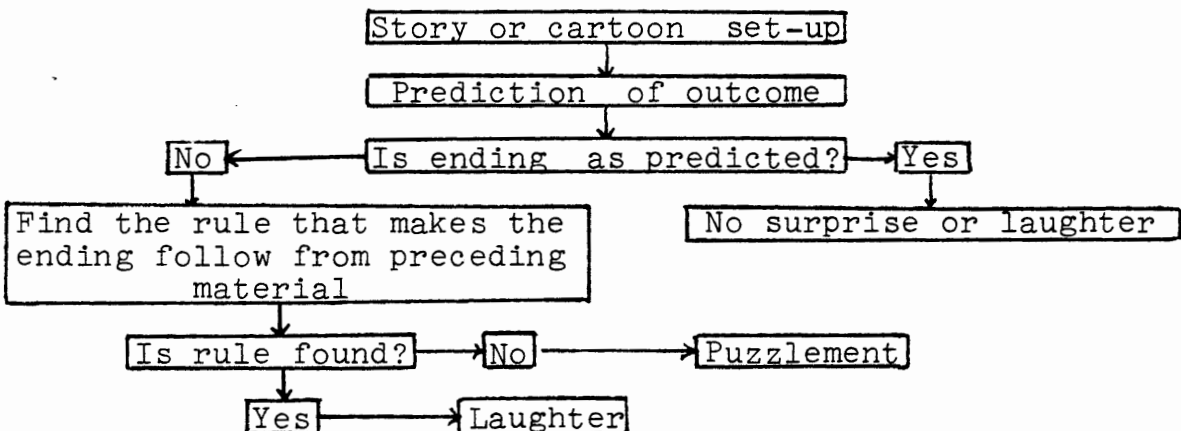 Story or cartoon set-up
Prediction of outcome
No
Is ending as predicted?
Yes
Find the rule that makes the
ending follow from preceding
material
No surprise or laughter
Is rule found?
No
Puzzlement
Yes
Laughter